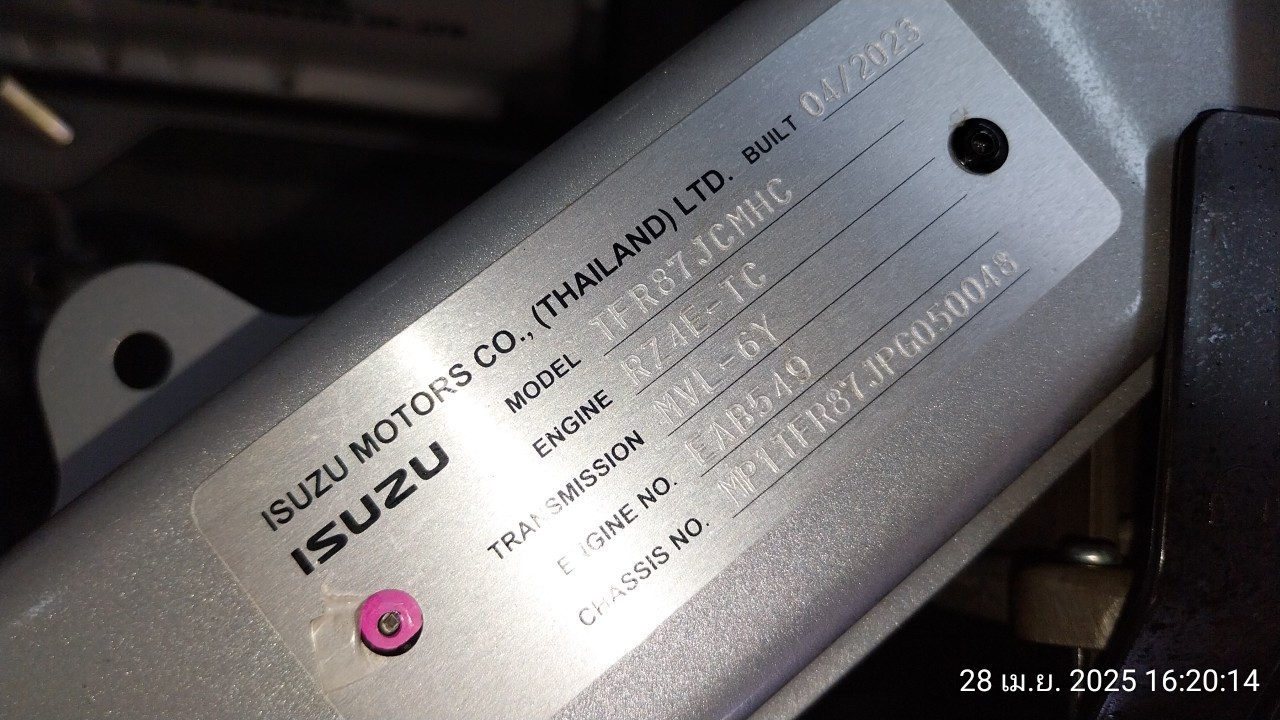 ISUZU MOTORS CO., (THAILAND) LTD. BUILT 04/2023
ISUZU
MODEL TFR87JCMHC
ENGINE RZ4E-TC
TRANSMISSION MVL-6Y
ENGINE NO. EAB549
CHASSIS NO. MP1TFR87JPG050048
28 เม.ย. 2025 16:20:14